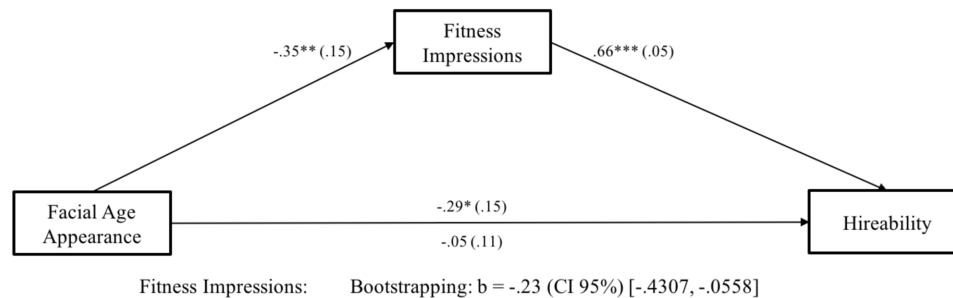 Fitness
Impressions
-.35** (.15)
.66*** (.05)
Facial Age
Appearance
-.29* (.15)
-.05 (.11)
Hireability
Fitness Impressions: Bootstrapping: b = -.23 (CI 95%) [-.4307, -.0558]